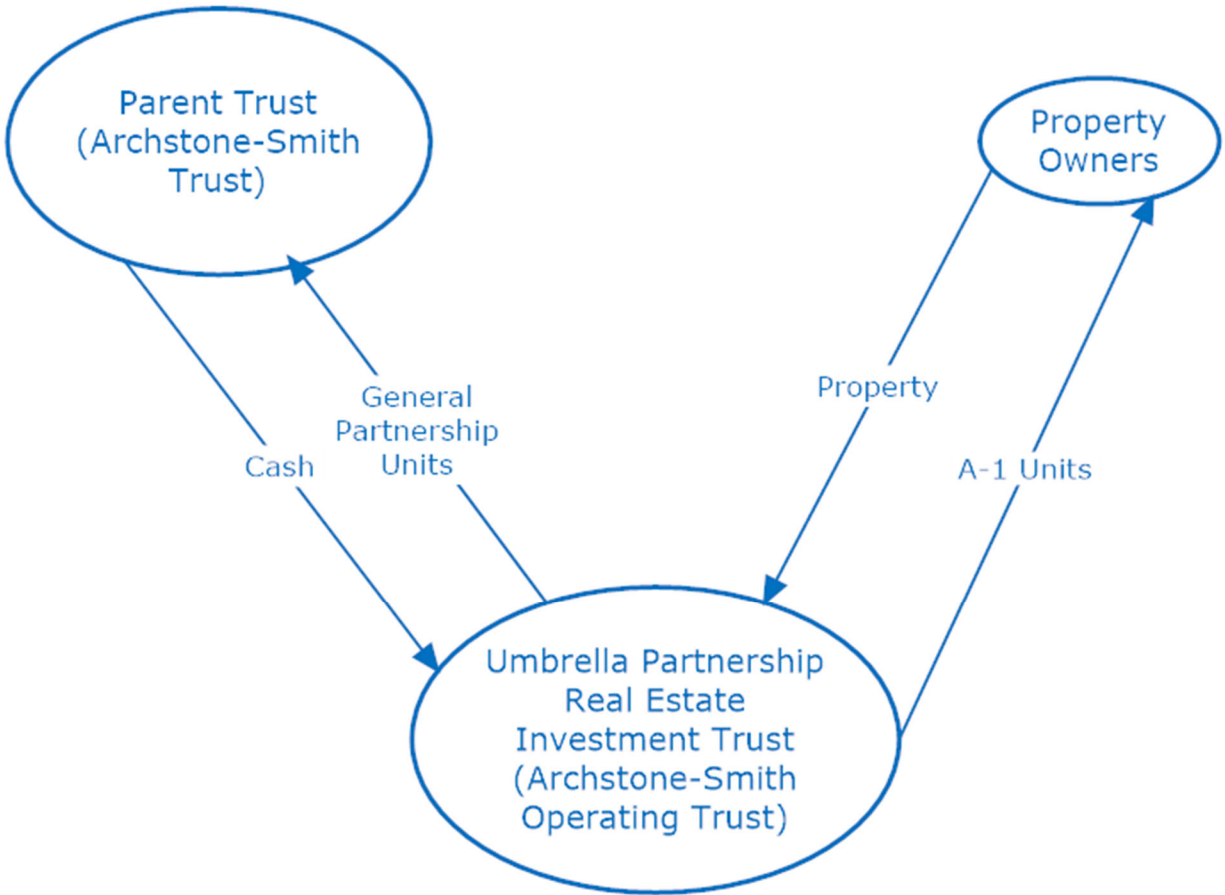 Parent Trust
(Archstone-Smith
Trust)
Property
Owners
General
Partnership
Units
Cash
Property
A-1 Units
Umbrella Partnership
Real Estate
Investment Trust
(Archstone-Smith
Operating Trust)